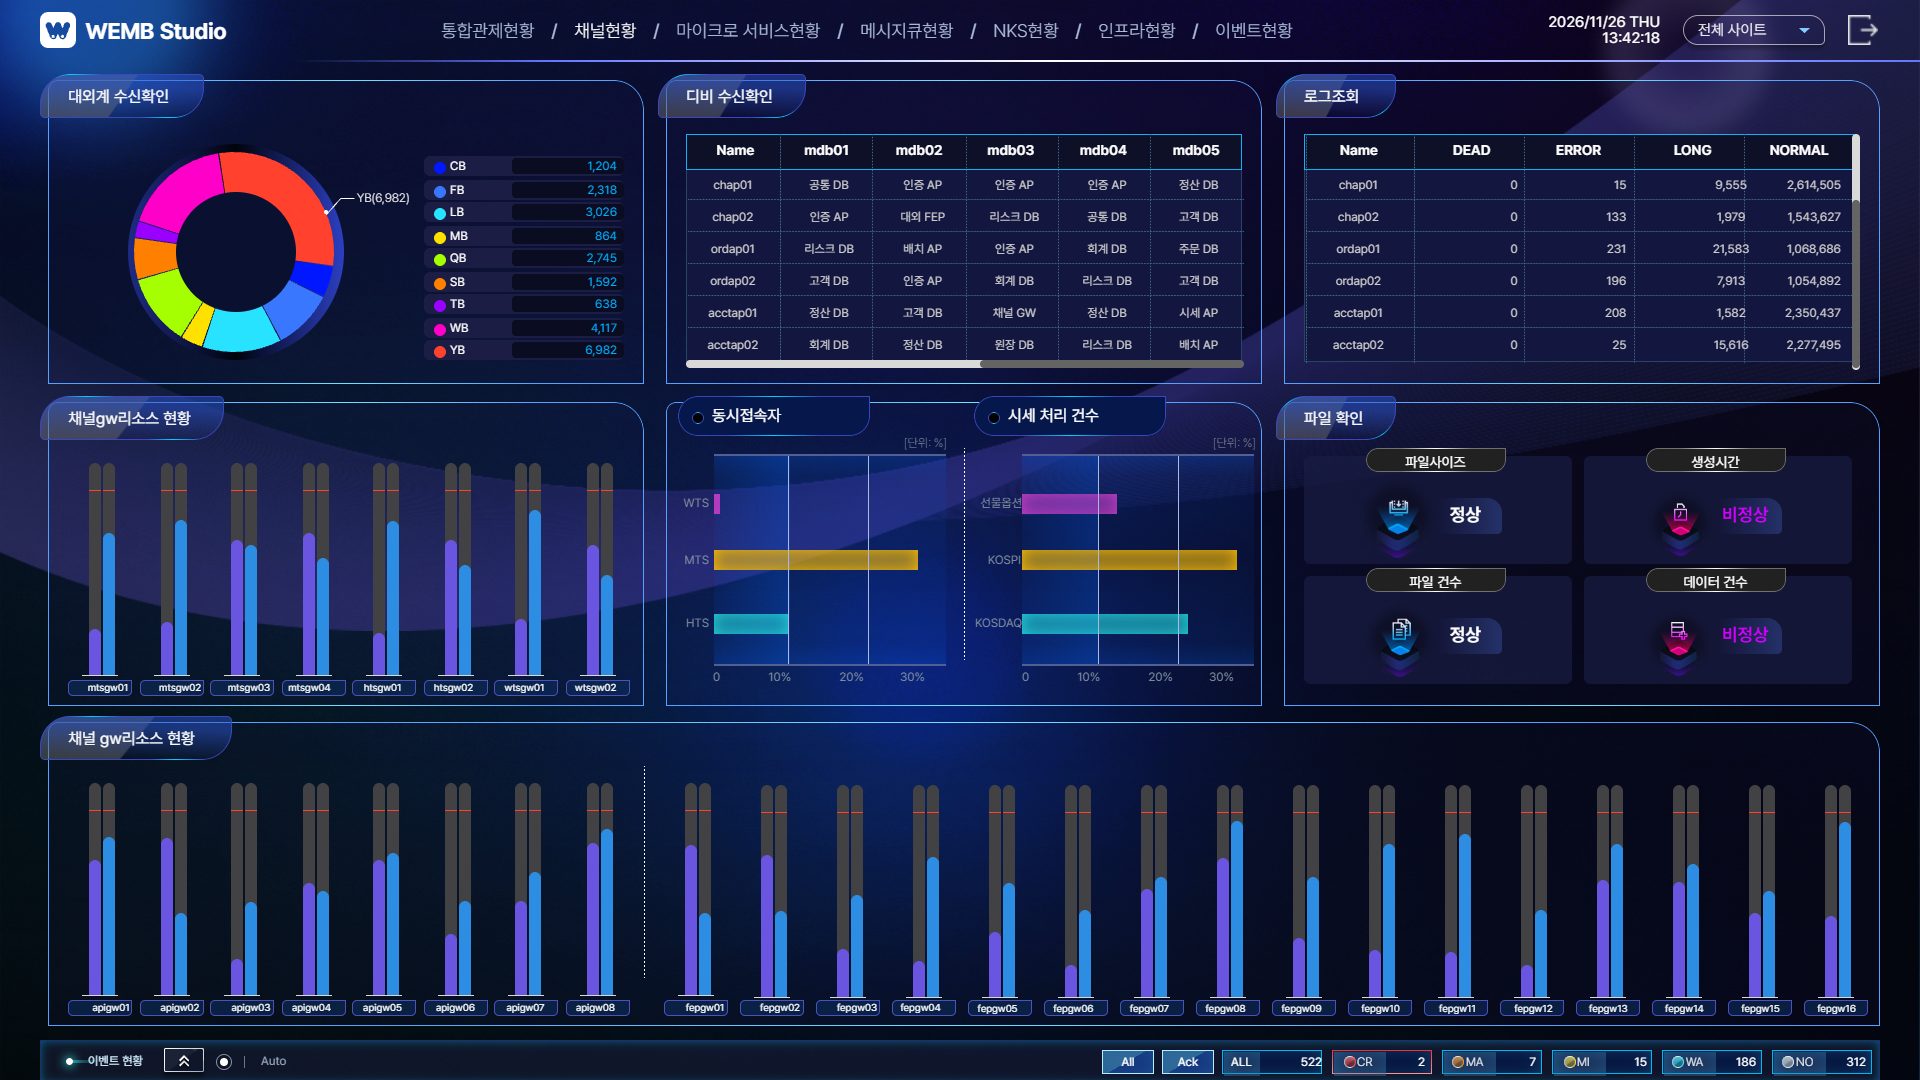 WEMB Studio
통합관제현황 / 채널현황 / 마이크로 서비스현황 / 메시지큐현황 / NKS현황 / 인프라현황 / 이벤트현황
2026/11/26 THU
13:42:18
전체 사이트
대외계 수신확인
YB(6,982)
CB 1,204
FB 2,318
LB 3,026
MB 864
QB 2,745
SB 1,592
TB 638
WB 4,117
YB 6,982
디비 수신확인
Name mdb01 mdb02 mdb03 mdb04 mdb05
chap01 공통 DB 인증 AP 인증 AP 인증 AP 정산 DB
chap02 인증 AP 대외 FEP 리스크 DB 공통 DB 고객 DB
ordap01 리스크 DB 배치 AP 인증 AP 회계 DB 주문 DB
ordap02 고객 DB 인증 AP 회계 DB 리스크 DB 고객 DB
acctap01 정산 DB 고객 DB 채널 GW 정산 DB 시세 AP
acctap02 회계 DB 정산 DB 원장 DB 리스크 DB 배치 AP
로그조회
Name DEAD ERROR LONG NORMAL
chap01 0 15 9,555 2,614,505
chap02 0 133 1,979 1,543,627
ordap01 0 231 21,583 1,068,686
ordap02 0 196 7,913 1,054,892
acctap01 0 208 1,582 2,350,437
acctap02 0 25 15,616 2,277,495
채널gw리소스 현황
mtsgw01 mtsgw02 mtsgw03 mtsgw04 htsgw01 htsgw02 wtsgw01 wtsgw02
동시접속자
[단위: %]
WTS
MTS
HTS
0 10% 20% 30%
시세 처리 건수
[단위: %]
선물옵션
KOSPI
KOSDAQ
0 10% 20% 30%
파일 확인
파일사이즈
정상
생성시간
비정상
파일 건수
정상
데이터 건수
비정상
채널 gw리소스 현황
apigw01 apigw02 apigw03 apigw04 apigw05 apigw06 apigw07 apigw08 fepgw01 fepgw02 fepgw03 fepgw04 fepgw05 fepgw06 fepgw07 fepgw08 fepgw09 fepgw10 fepgw11 fepgw12 fepgw13 fepgw14 fepgw15 fepgw16
이벤트 현황 | Auto
All Ack ALL 522 CR 2 MA 7 MI 15 WA 186 NO 312